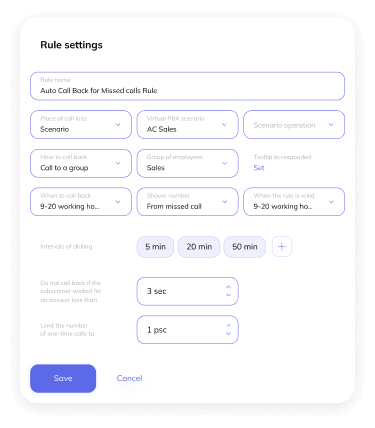 Rule settings
Rule name
Auto Call Back for Missed calls Rule
Place of call loss
Virtual PBX scenario
Scenario
AC Sales
Scenario operation
How to call back
Group of employees
Tooltip to responded
Call to a group
Sales
Set
When to call back
Shown number
When the rule is valid
9-20 working ho...
From missed call
9-20 working ho...
Intervals of dialing
5 min
20 min
50 min
+
Do not call back if the
subscriber waited for
an answer less than
3 sec
Limit the number
of one-time calls to
1 psc
Save
Cancel